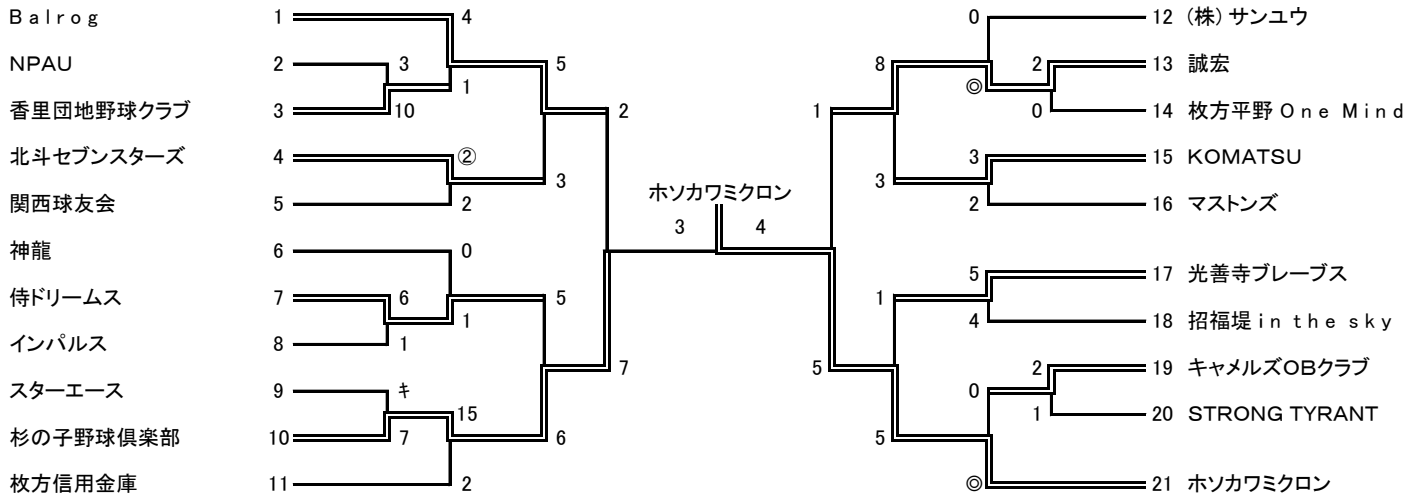 Balrog 1 4 0 12 (株)サンユウ
NPAU 2 3 5 8 2 13 誠宏
1 ◎
香里団地野球クラブ 3 10 2 1 0 14 枚方平野 One Mind
北斗セブンスターズ 4 ② 3 15 KOMATSU
3 3
ホソカワミクロン
関西球友会 5 2 2 16 マストンズ
3 4
神龍 6 0
5 17 光善寺ブレーブス
侍ドリームス 7 6 5 1
1 4 18 招福堤 in the sky
インパルス 8 1
7 5 2 19 キャメルズOBクラブ
スターエース 9 キ 0
15 1 20 STRONG TYRANT
杉の子野球倶楽部 10 7 6 5
枚方信用金庫 11 2 ◎ 21 ホソカワミクロン